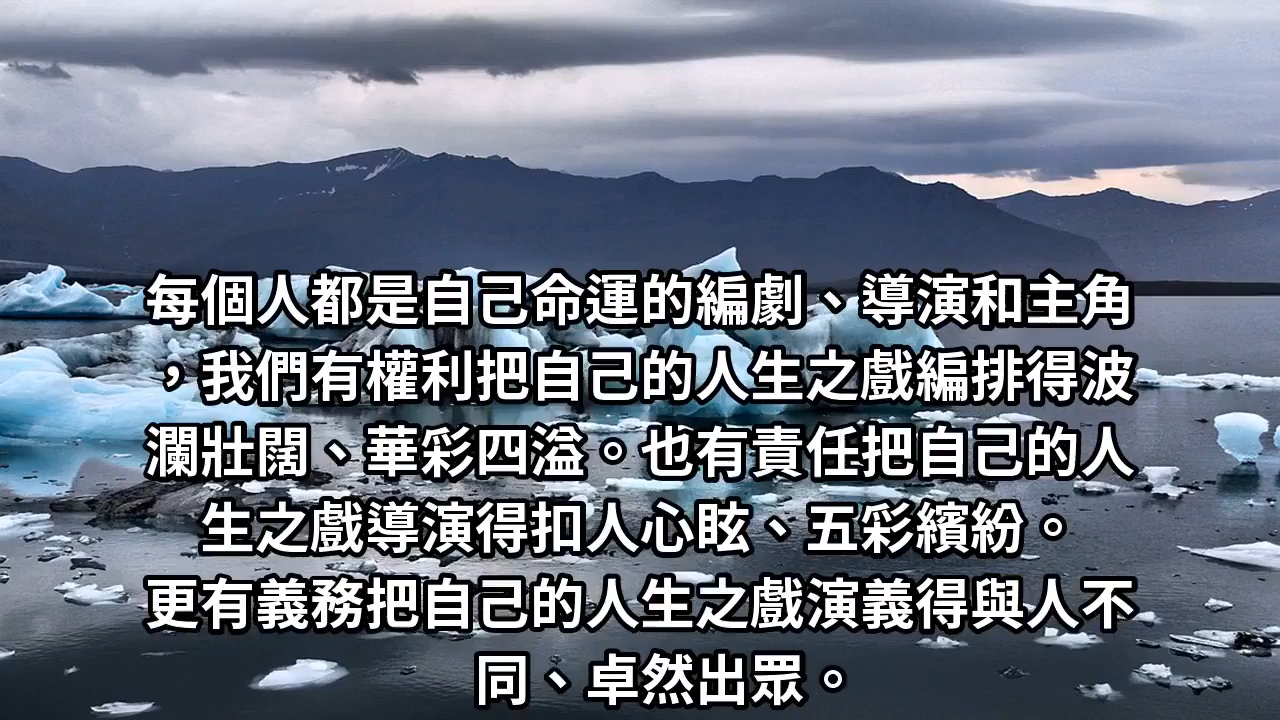 每個人都是自己命運的編劇、導演和主角
，我們有權利把自己的人生之戲編排得波
瀾壯闊、華彩四溢。也有責任把自己的人
生之戲導演得扣人心眩、五彩繽紛。
更有義務把自己的人生之戲演義得與人不
同、卓然出眾。